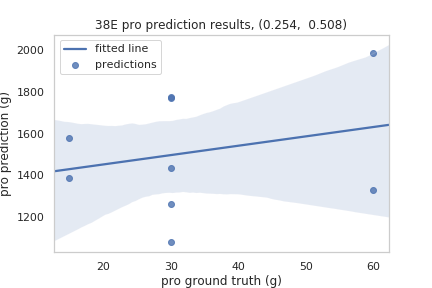 38E pro prediction results, (0.254,  0.508)
fitted line
predictions
pro prediction (g)
2000
1800
1600
1400
1200
20
30
40
50
60
pro ground truth (g)